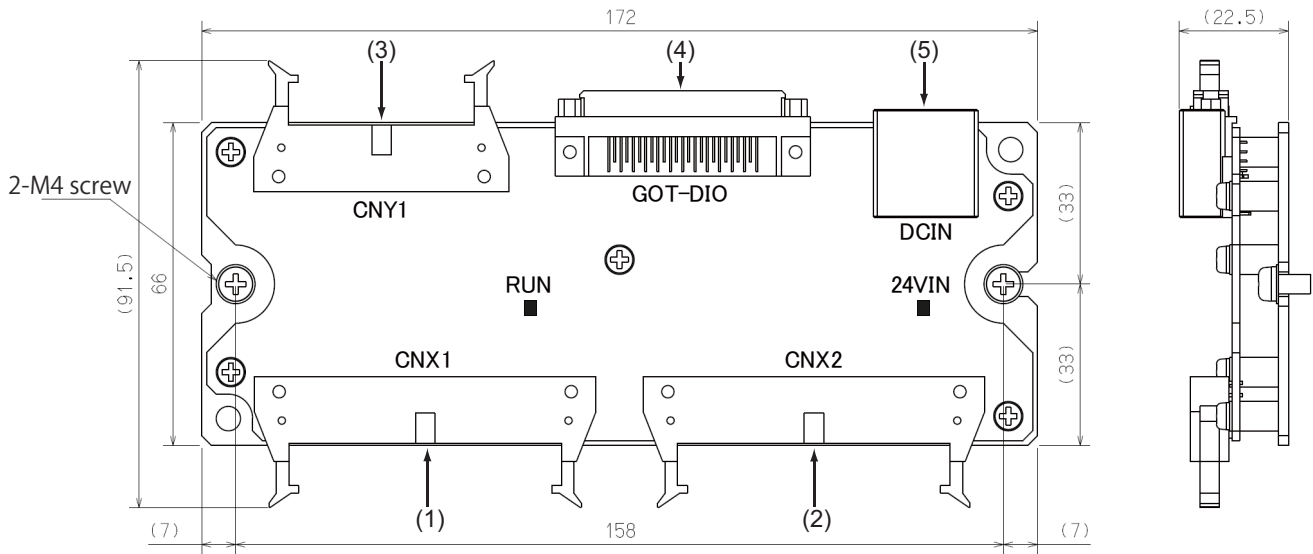 172
(22.5)
(3)
(4)
(5)
2-M4 screw
CNY1
GOT-DIO
DCIN
(33)
(91.5)
66
RUN
24VIN
CNX1
CNX2
(33)
(1)
(2)
(7)
158
(7)